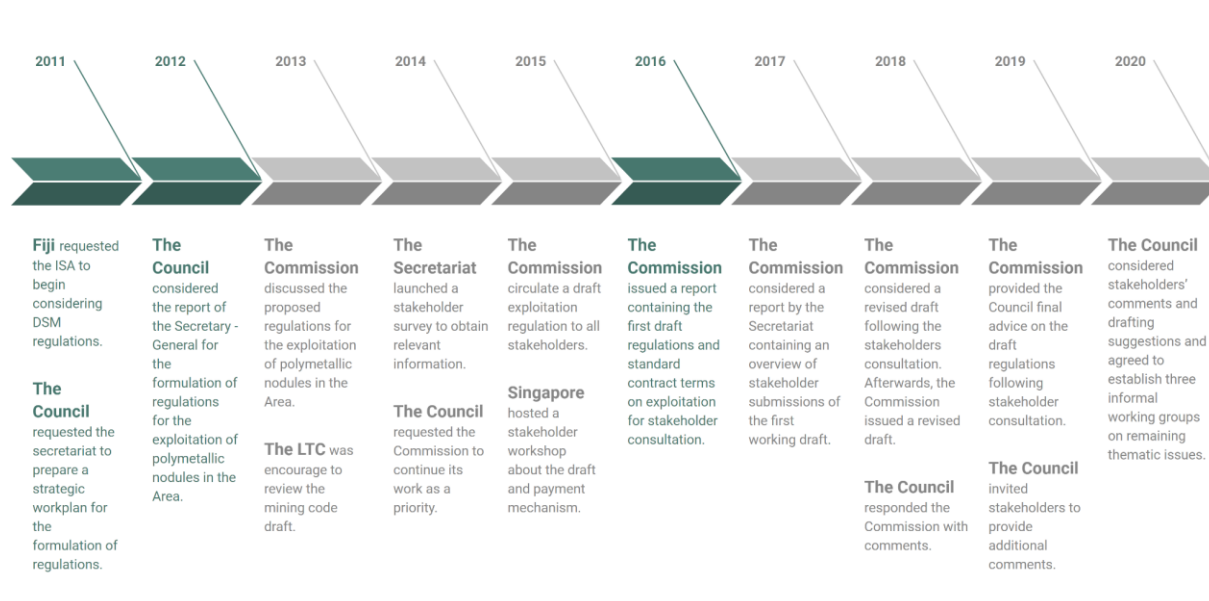 2011
2012
2013
2014
2015
2016
2017
2018
2019
2020
Fiji requested
the ISA to
begin
considering
DSM
regulations.
The
Council
requested the
secretariat to
prepare a
strategic
workplan for
the
formulation of
regulations.
The
Council
considered
the report of
the Secretary -
General for
the
formulation of
regulations
for the
exploitation of
polymetallic
nodules in the
Area.
The
Commission
discussed the
proposed
regulations for
the exploitation
of polymetallic
nodules in the
Area.
The LTC was
encourage to
review the
mining code
draft.
The
Secretariat
launched a
stakeholder
survey to obtain
relevant
information.
The Council
requested the
Commission to
continue its
work as a
priority.
The
Commission
circulate a draft
exploitation
regulation to all
stakeholders.
Singapore
hosted a
stakeholder
workshop
about the draft
and payment
mechanism.
The
Commission
issued a report
containing the
first draft
regulations and
standard
contract terms
on exploitation
for stakeholder
consultation.
The
Commission
considered a
report by the
Secretariat
containing an
overview of
stakeholder
submissions of
the first
working draft.
The
Commission
considered a
revised draft
following the
stakeholders
consultation.
Afterwards, the
Commission
issued a revised
draft.
The Council
responded the
Commission with
comments.
The
Commission
provided the
Council final
advice on the
draft
regulations
following
stakeholder
consultation.
The Council
invited
stakeholders to
provide
additional
comments.
The Council
considered
stakeholders'
comments and
drafting
suggestions and
agreed to
establish three
informal
working groups
on remaining
thematic issues.